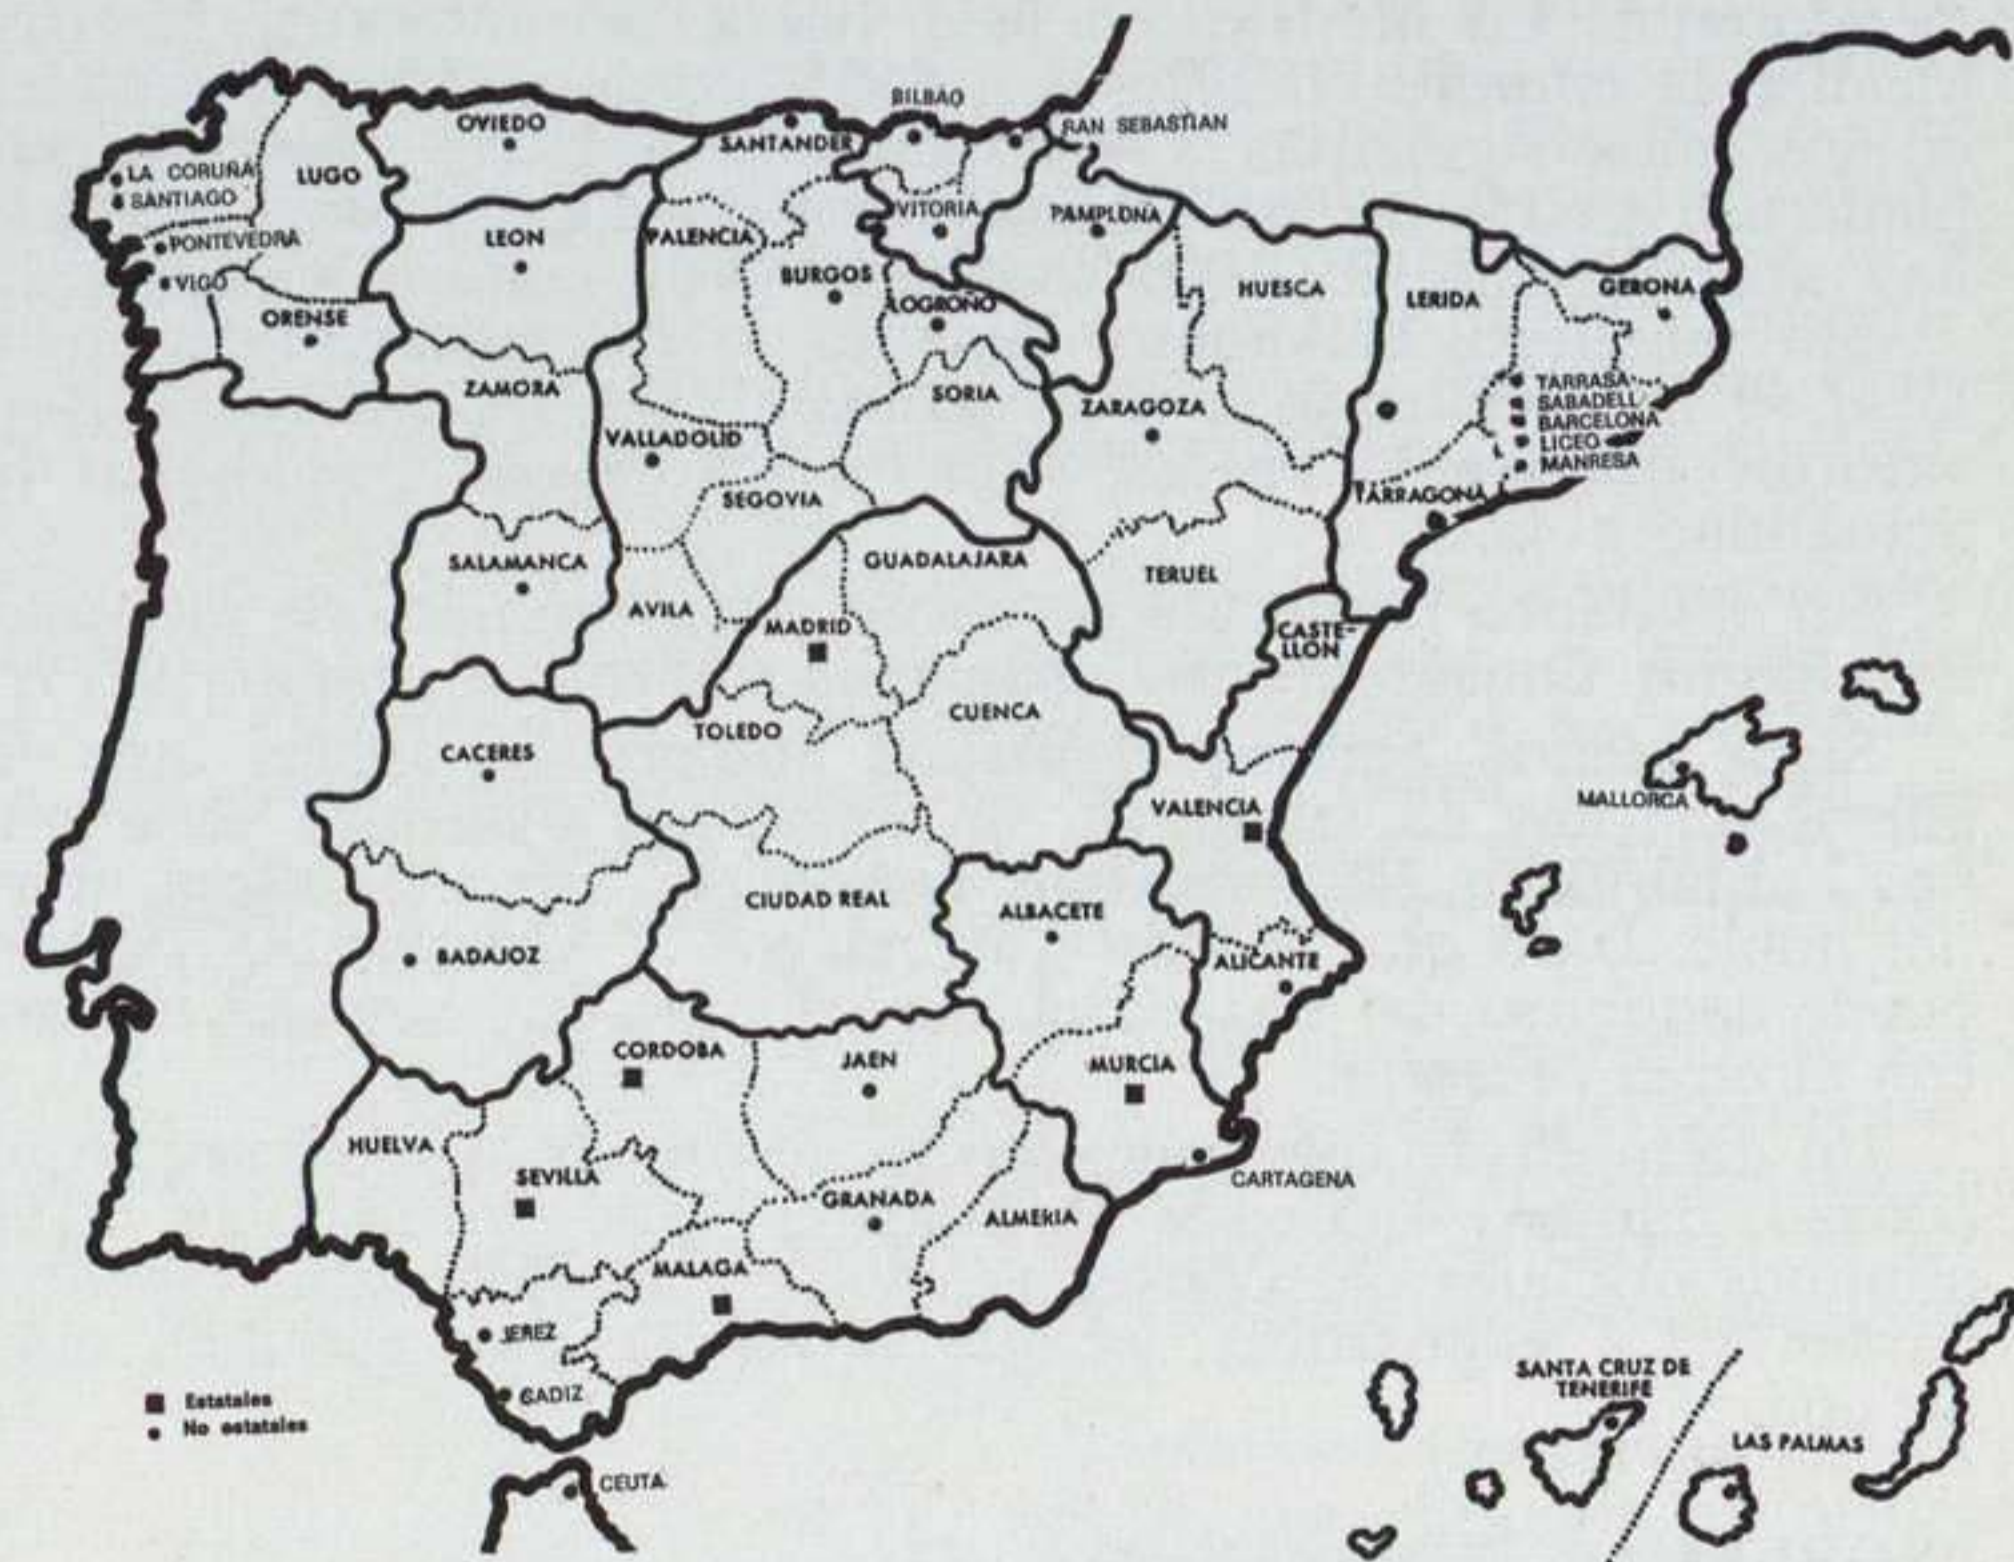 BILBAO
OVIEDO
SANTANDER
SAN SEBASTIAN
LA CORUÑA
LUGO
SANTIAGO
VITORIA
PAMPLONA
PONTEVEDRA
LEON
PALENCIA
VIGO
BURGOS
HUESCA
LERIDA
GERONA
LOGROÑO
ORENSE
ZAMORA
SORIA
ZARAGOZA
TARRASA
SABADELL
BARCELONA
LICEO
MANRESA
VALLADOLID
SEGOVIA
TARRAGONA
SALAMANCA
GUADALAJARA
TERUEL
AVILA
MADRID
CASTE-
LLON
CACERES
TOLEDO
CUENCA
MALLORCA
VALENCIA
CIUDAD REAL
ALBACETE
BADAJOZ
ALICANTE
CORDOBA
JAEN
MURCIA
HUELVA
SEVILLA
GRANADA
ALMERIA
CARTAGENA
MALAGA
JEREZ
CADIZ
Estatales
No estatales
CEUTA
SANTA CRUZ DE
TENERIFE
LAS PALMAS